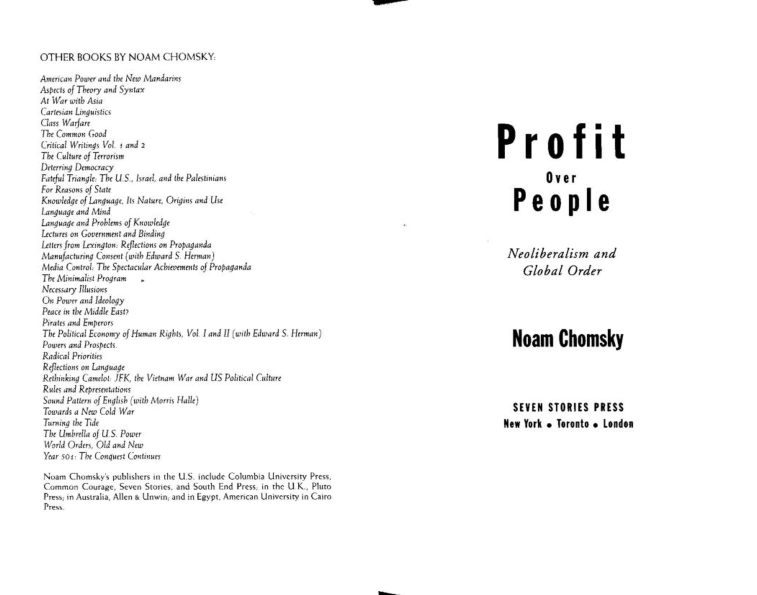 OTHER BOOKS BY NOAM CHOMSKY:
American Power and the New Mandarins
Aspects of Theory and Syntax
At War with Asia
Cartesian Linguistics
Class Warfare
The Common Good
Critical Writings Vol. 1 and 2
The Culture of Terrorism
Deterring Democracy
Fateful Triangle: The U.S., Israel, and the Palestinians
For Reasons of State
Knowledge of Language, Its Nature, Origins and Use
Language and Mind
Language and Problems of Knowledge
Lectures on Government and Binding
Letters from Lexington: Reflections on Propaganda
Manufacturing Consent (with Edward S. Herman)
Media Control: The Spectacular Achievements of Propaganda
The Minimalist Program
Necessary Illusions
On Power and Ideology
Peace in the Middle East?
Pirates and Emperors
The Political Economy of Human Rights, Vol. I and II (with Edward S. Herman)
Powers and Prospects.
Radical Priorities
Reflections on Language
Rethinking Camelot: JFK, the Vietnam War and US Political Culture
Rules and Representations
Sound Pattern of English (with Morris Halle)
Towards a New Cold War
Turning the Tide
The Umbrella of U.S. Power
World Orders, Old and New
Year 501: The Conquest Continues
Noam Chomsky's publishers in the U.S. include Columbia University Press,
Common Courage, Seven Stories, and South End Press; in the U.K., Pluto
Press; in Australia, Allen & Unwin; and in Egypt, American University in Cairo
Press.
Profit
Over
People
Neoliberalism and
Global Order
Noam Chomsky
SEVEN STORIES PRESS
New York • Toronto • London